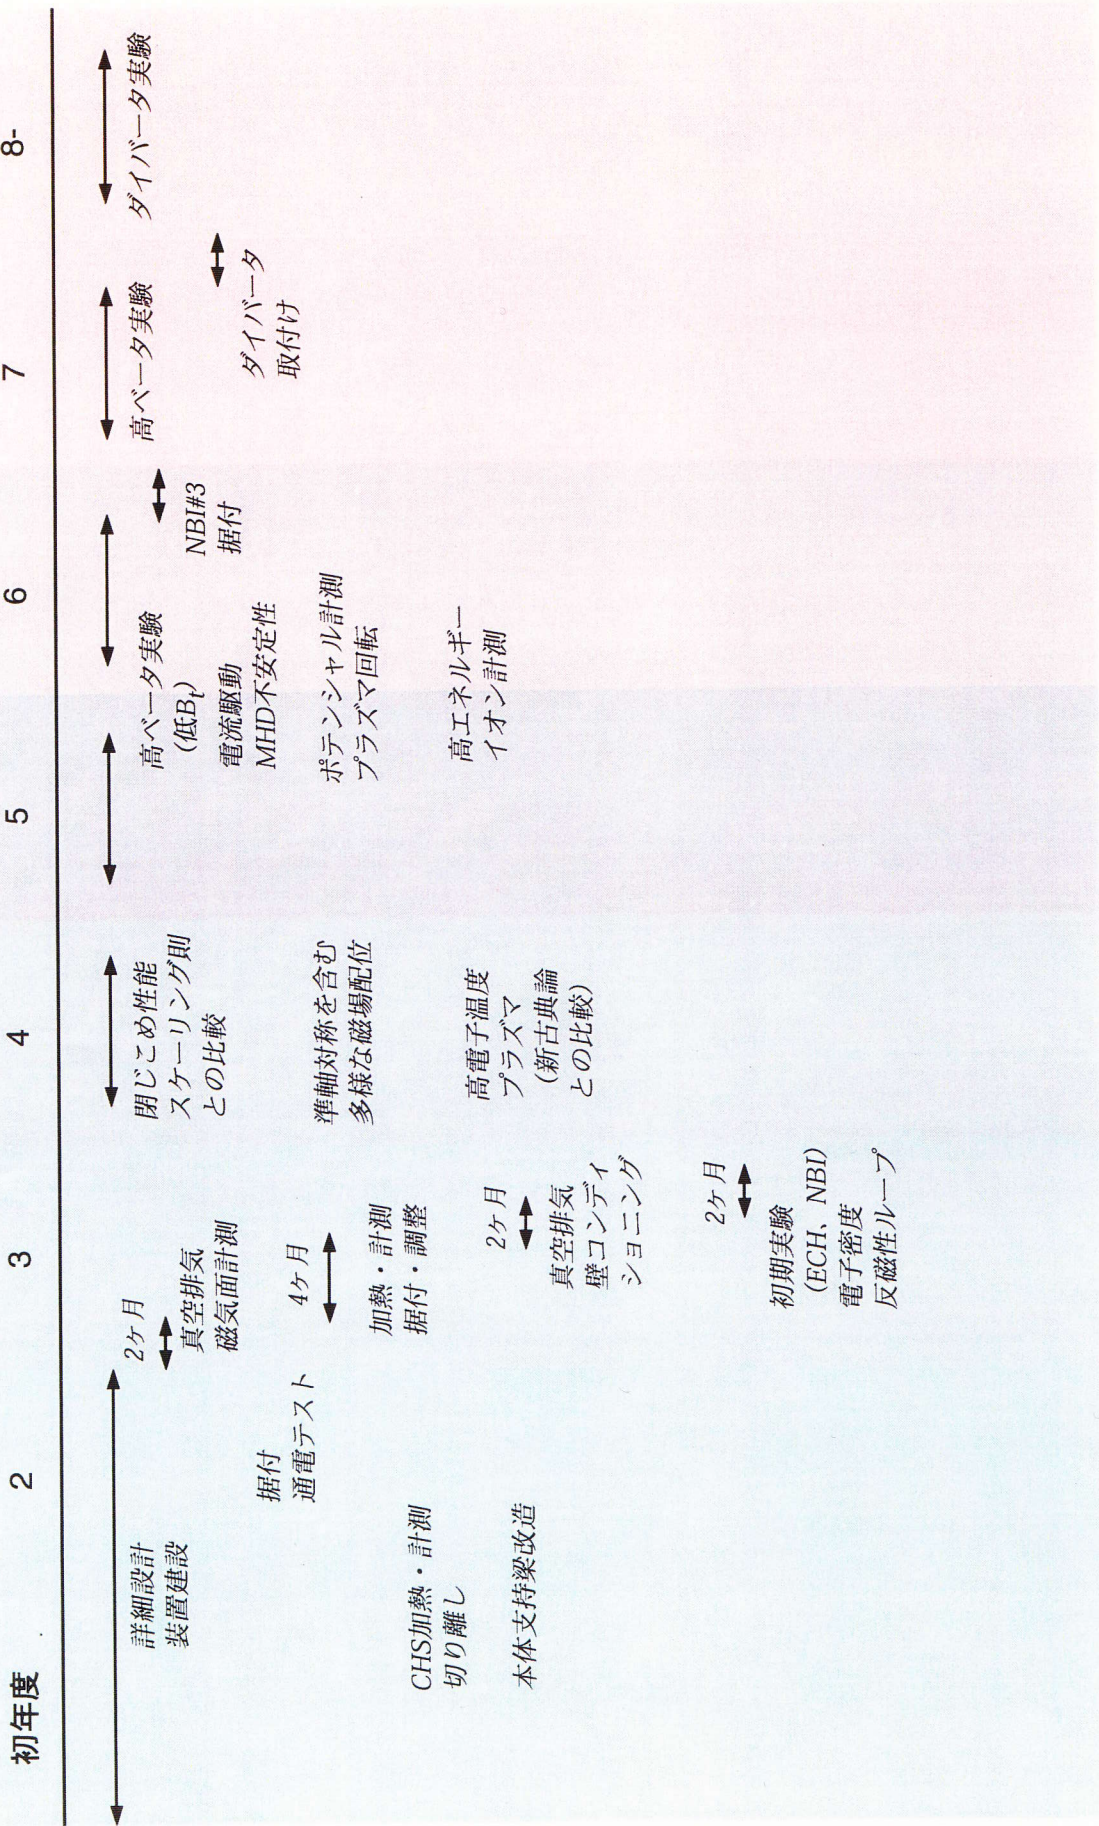 初年度
2
3
4
5
6
7
8-
詳細設計
装置建設
据付
通電テスト
CHS加熱・計測
切り離し
本体支持梁改造
2ヶ月
真空排気
磁気面計測
4ヶ月
加熱・計測
据付・調整
2ヶ月
真空排気
壁コンディ
ショニング
2ヶ月
初期実験
(ECH、NBI)
電子密度
反磁性ループ
閉じこめ性能
スケーリング則
との比較
準軸対称を含む
多様な磁場配位
高電子温度
プラズマ
(新古典論
との比較)
高ベータ実験
(低Bt)
電流駆動
MHD不安定性
ポテンシャル計測
プラズマ回転
高エネルギー
イオン計測
NBI#3
据付
高ベータ実験
ダイバータ
取付け
ダイバータ実験